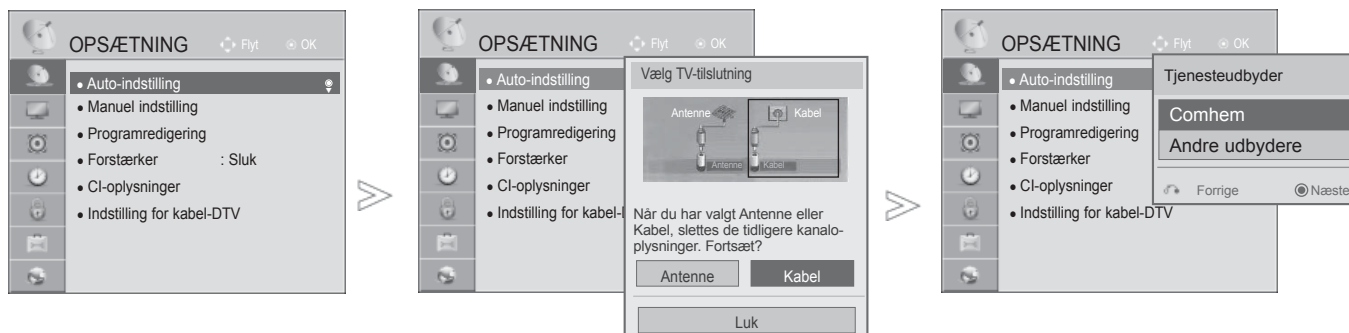 OPSÆTNING Flyt OK
• Auto-indstilling
• Manuel indstilling
• Programredigering
• Forstærker : Sluk
• CI-oplysninger
• Indstilling for kabel-DTV
OPSÆTNING Flyt OK
• Auto-indstilling
• Manuel indstilling
• Programredigering
• Forstærker
• CI-oplysninger
• Indstilling for kabel-
Vælg TV-tilslutning
Antenne Kabel
Antenne Kabel
Når du har valgt Antenne eller
Kabel, slettes de tidligere kanalo-
plysninger. Fortsæt?
Antenne Kabel
Luk
OPSÆTNING Flyt OK
• Auto-indstilling
• Manuel indstilling
• Programredigering
• Forstærker
• CI-oplysninger
• Indstilling for kabel-DTV
Tjenesteudbyder
Comhem
Andre udbydere
Forrige Næste